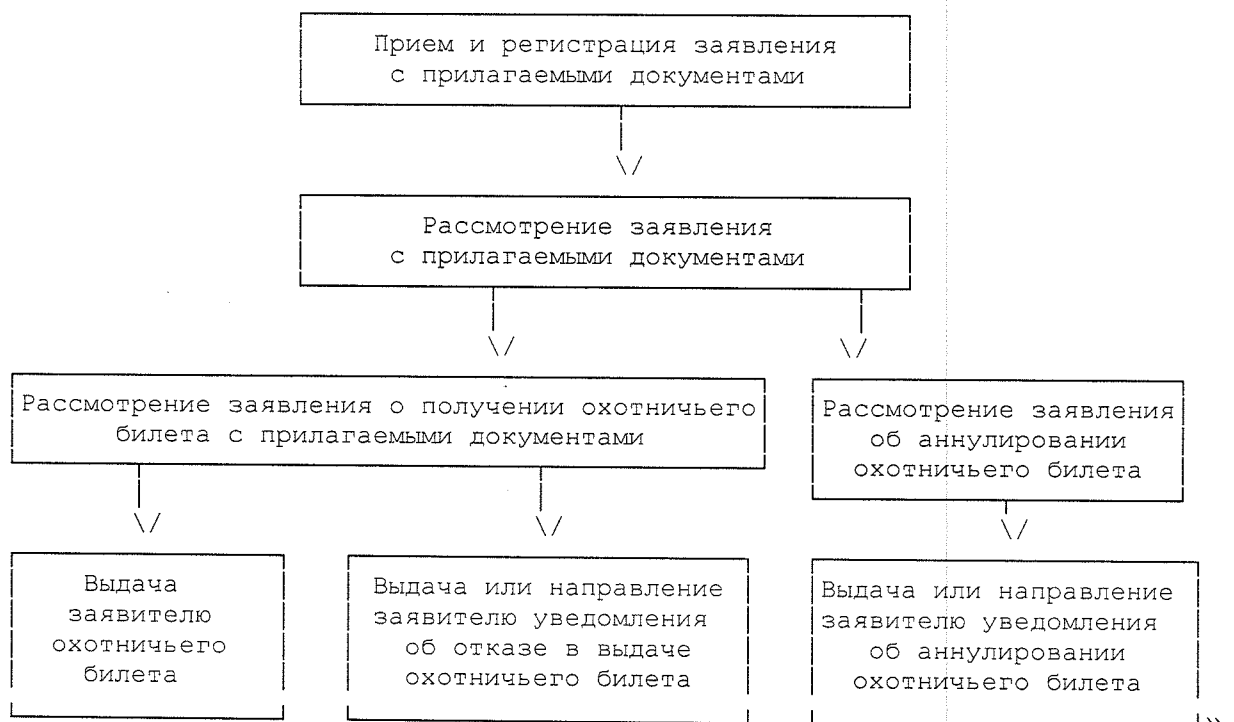 Прием и регистрация заявления
с прилагаемыми документами
Рассмотрение заявления
с прилагаемыми документами
Рассмотрение заявления о получении охотничьего
билета с прилагаемыми документами
Рассмотрение заявления
об аннулировании
охотничьего билета
Выдача
заявителю
охотничьего
билета
Выдача или направление
заявителю уведомления
об отказе в выдаче
охотничьего билета
Выдача или направление
заявителю уведомления
об аннулировании
охотничьего билета
»